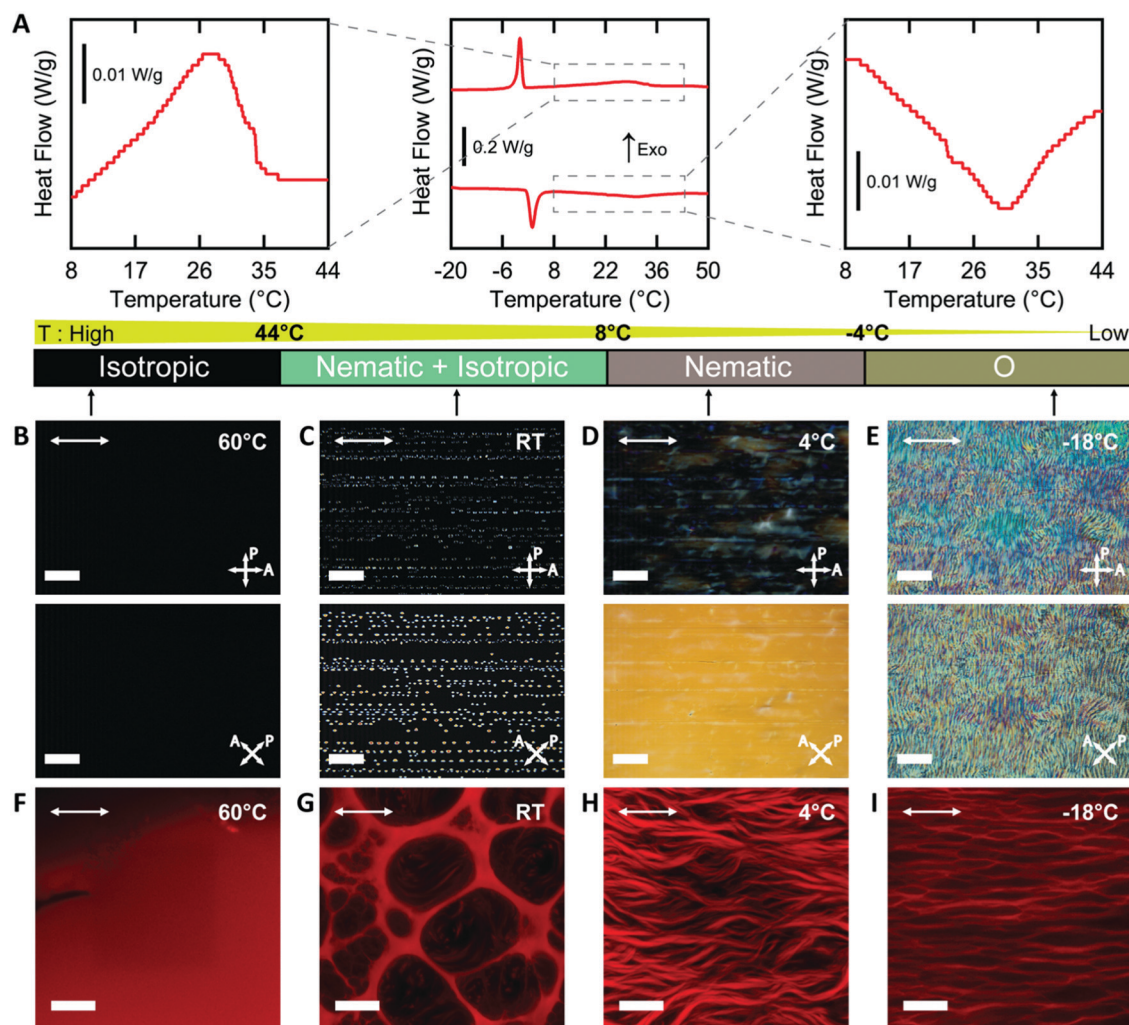 A
Heat Flow (W/g)
0.01 W/g
8 17 26 35 44
Temperature (°C)
Heat Flow (W/g)
0.2 W/g
Exo
-20 -6 8 22 36 50
Temperature (°C)
Heat Flow (W/g)
0.01 W/g
8 17 26 35 44
Temperature (°C)
T : High 44°C 8°C -4°C Low
Isotropic Nematic + Isotropic Nematic O
B 60°C C RT D 4°C E -18°C
P P P P
A A A A
A P A P A P A P
F 60°C G RT H 4°C I -18°C